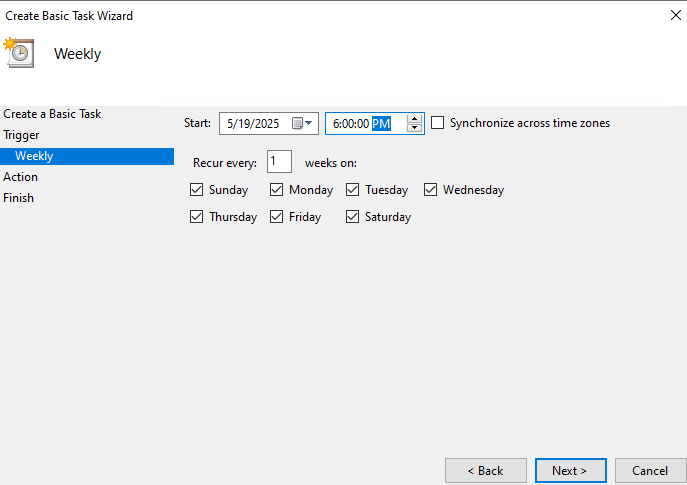 Create Basic Task Wizard
Weekly
Create a Basic Task
Trigger
Weekly
Action
Finish
Start: 5/19/2025 6:00:00 PM Synchronize across time zones
Recur every: 1 weeks on:
Sunday Monday Tuesday Wednesday
Thursday Friday Saturday
< Back Next > Cancel